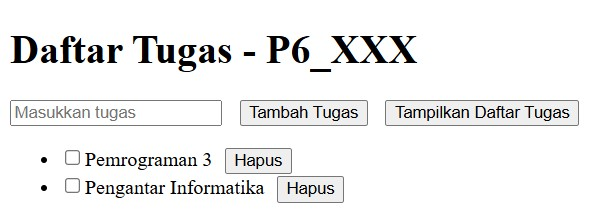 Daftar Tugas - P6_XXX
Masukkan tugas Tambah Tugas Tampilkan Daftar Tugas
Pemrograman 3 Hapus
Pengantar Informatika Hapus